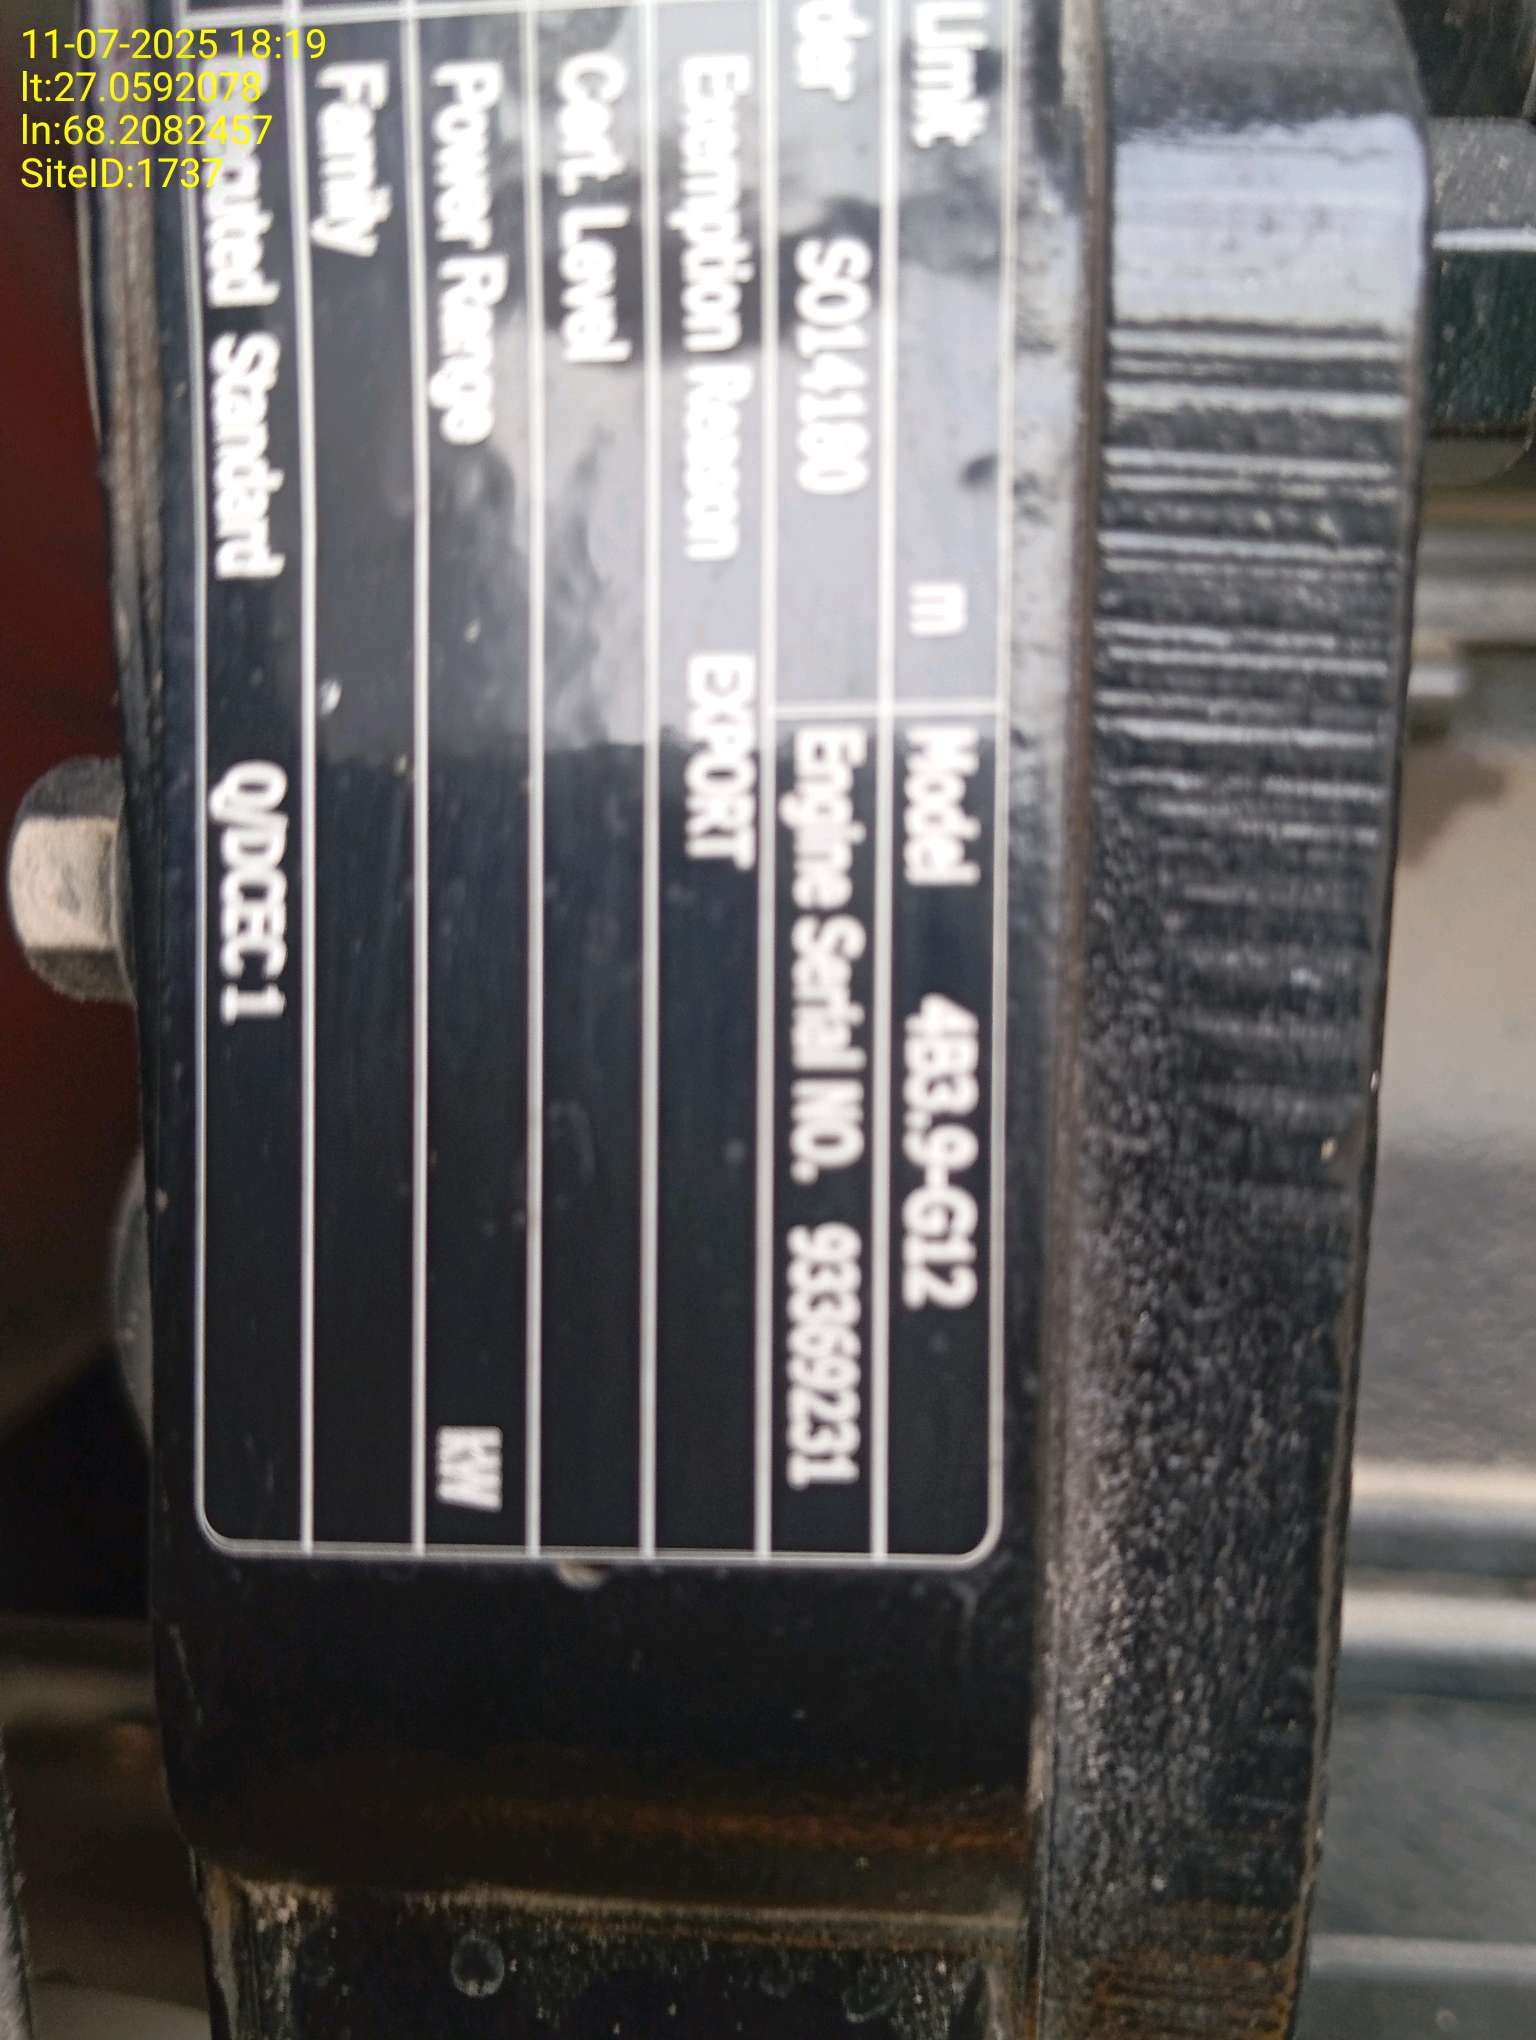 11-07-2025 18:19
lt:27.0592078
ln:68.2082457
SiteID:1737
Unit m Model 4B3.9-G12
der SO14180 Engine Serial NO. 93369231
Exemption Reason EXPORT
Cert. Level
Power Range kW
Family
Standard Q/DCEC 1